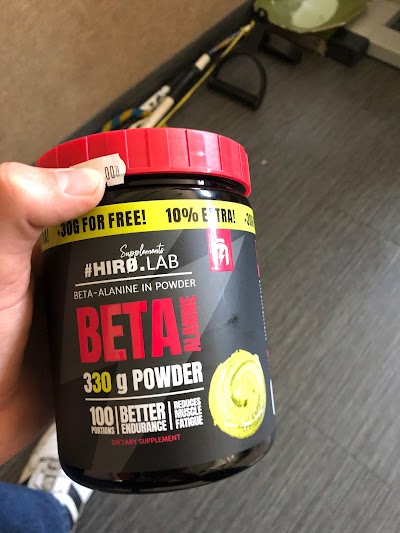 00g
+30G FOR FREE! 10% EXTRA!
Supplements
#HIRØ.LAB
BETA-ALANINE IN POWDER
BETA ALANINE
330 g POWDER
100 PORTIONS
BETTER ENDURANCE
REDUCES MUSCLE FATIGUE
DIETARY SUPPLEMENT